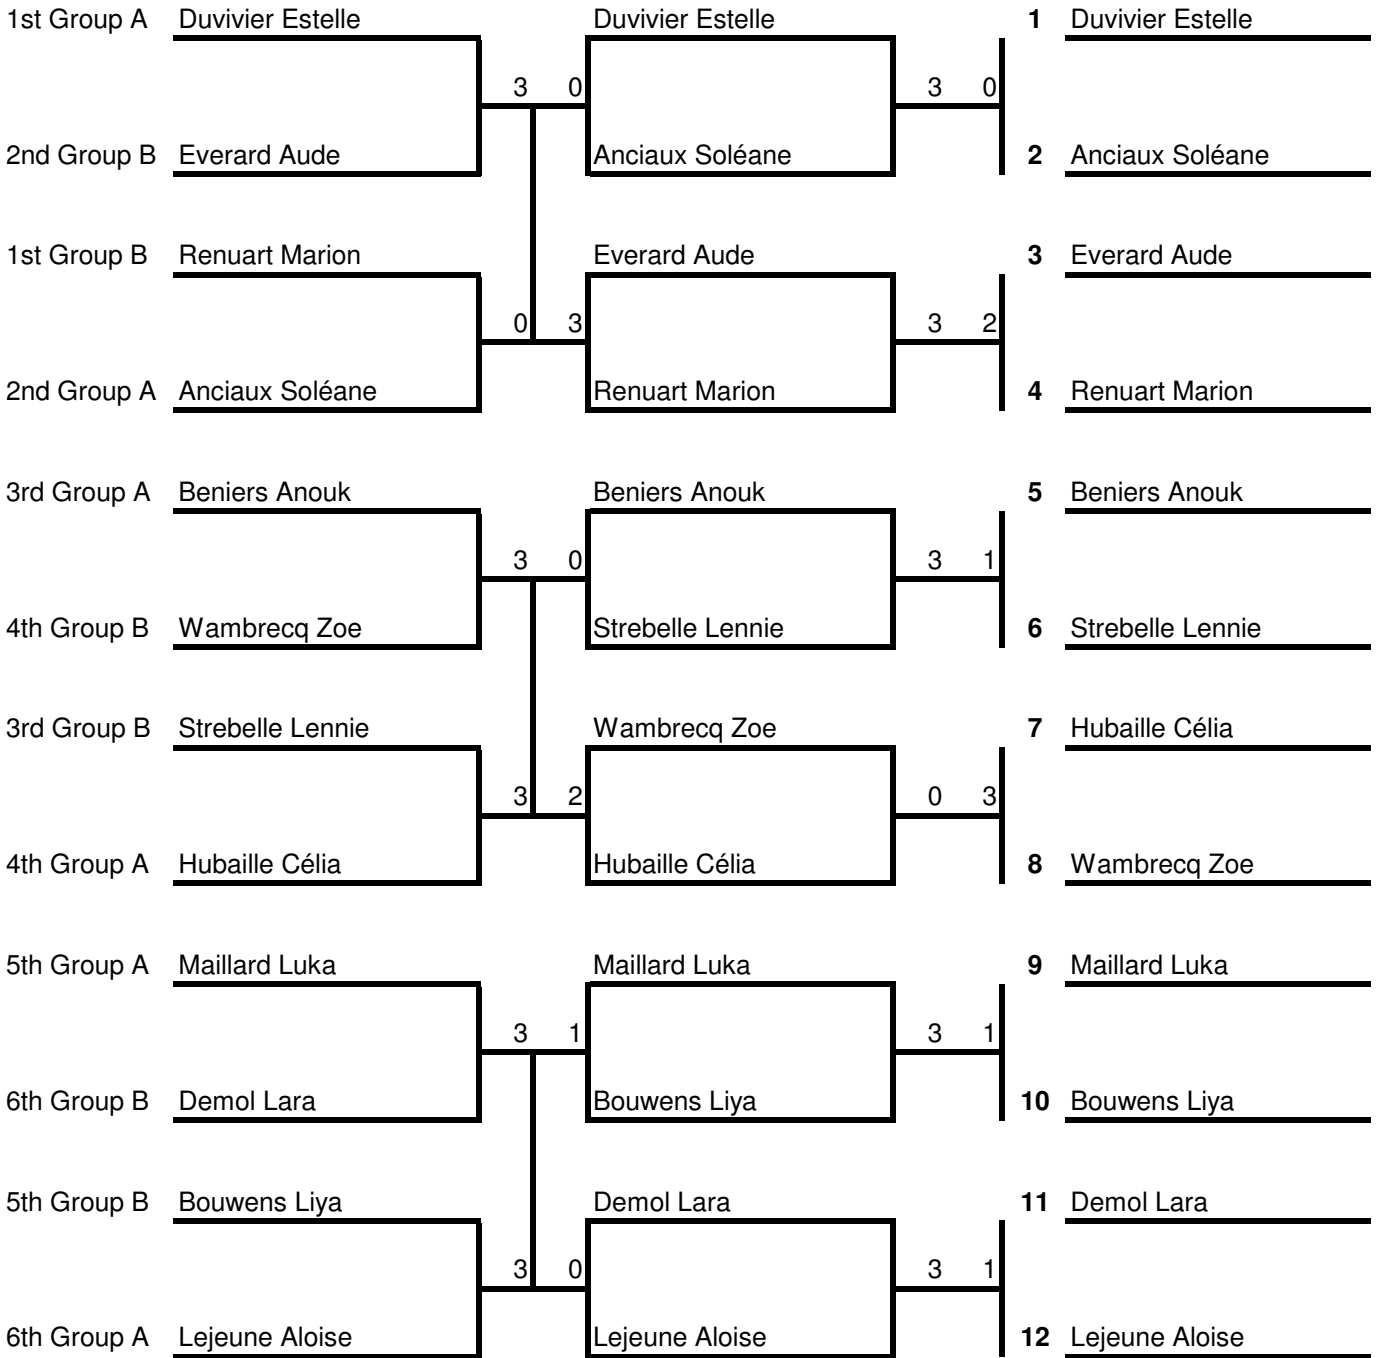 1st Group A Duvivier Estelle Duvivier Estelle 1 Duvivier Estelle
3 0 3 0
2nd Group B Everard Aude Anciaux Soléane 2 Anciaux Soléane
1st Group B Renuart Marion Everard Aude 3 Everard Aude
0 3 3 2
2nd Group A Anciaux Soléane Renuart Marion 4 Renuart Marion
3rd Group A Beniers Anouk Beniers Anouk 5 Beniers Anouk
3 0 3 1
4th Group B Wambrecq Zoe Strebelle Lennie 6 Strebelle Lennie
3rd Group B Strebelle Lennie Wambrecq Zoe 7 Hubaille Célia
3 2 0 3
4th Group A Hubaille Célia Hubaille Célia 8 Wambrecq Zoe
5th Group A Maillard Luka Maillard Luka 9 Maillard Luka
3 1 3 1
6th Group B Demol Lara Bouwens Liya 10 Bouwens Liya
5th Group B Bouwens Liya Demol Lara 11 Demol Lara
3 0 3 1
6th Group A Lejeune Aloise Lejeune Aloise 12 Lejeune Aloise